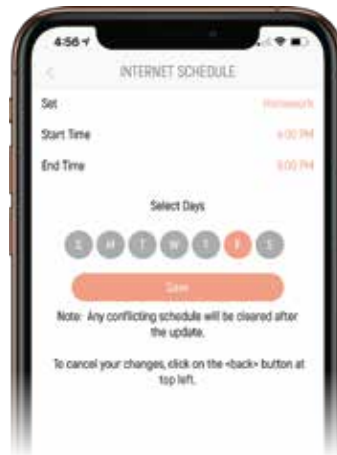 4:56
INTERNET SCHEDULE
Set Homework
Start Time 6:00 PM
End Time 8:00 PM
Select Days
S M T W T F S
Save
Note: Any conflicting schedule will be cleared after
the update.
To cancel your changes, click on the <back> button at
top left.